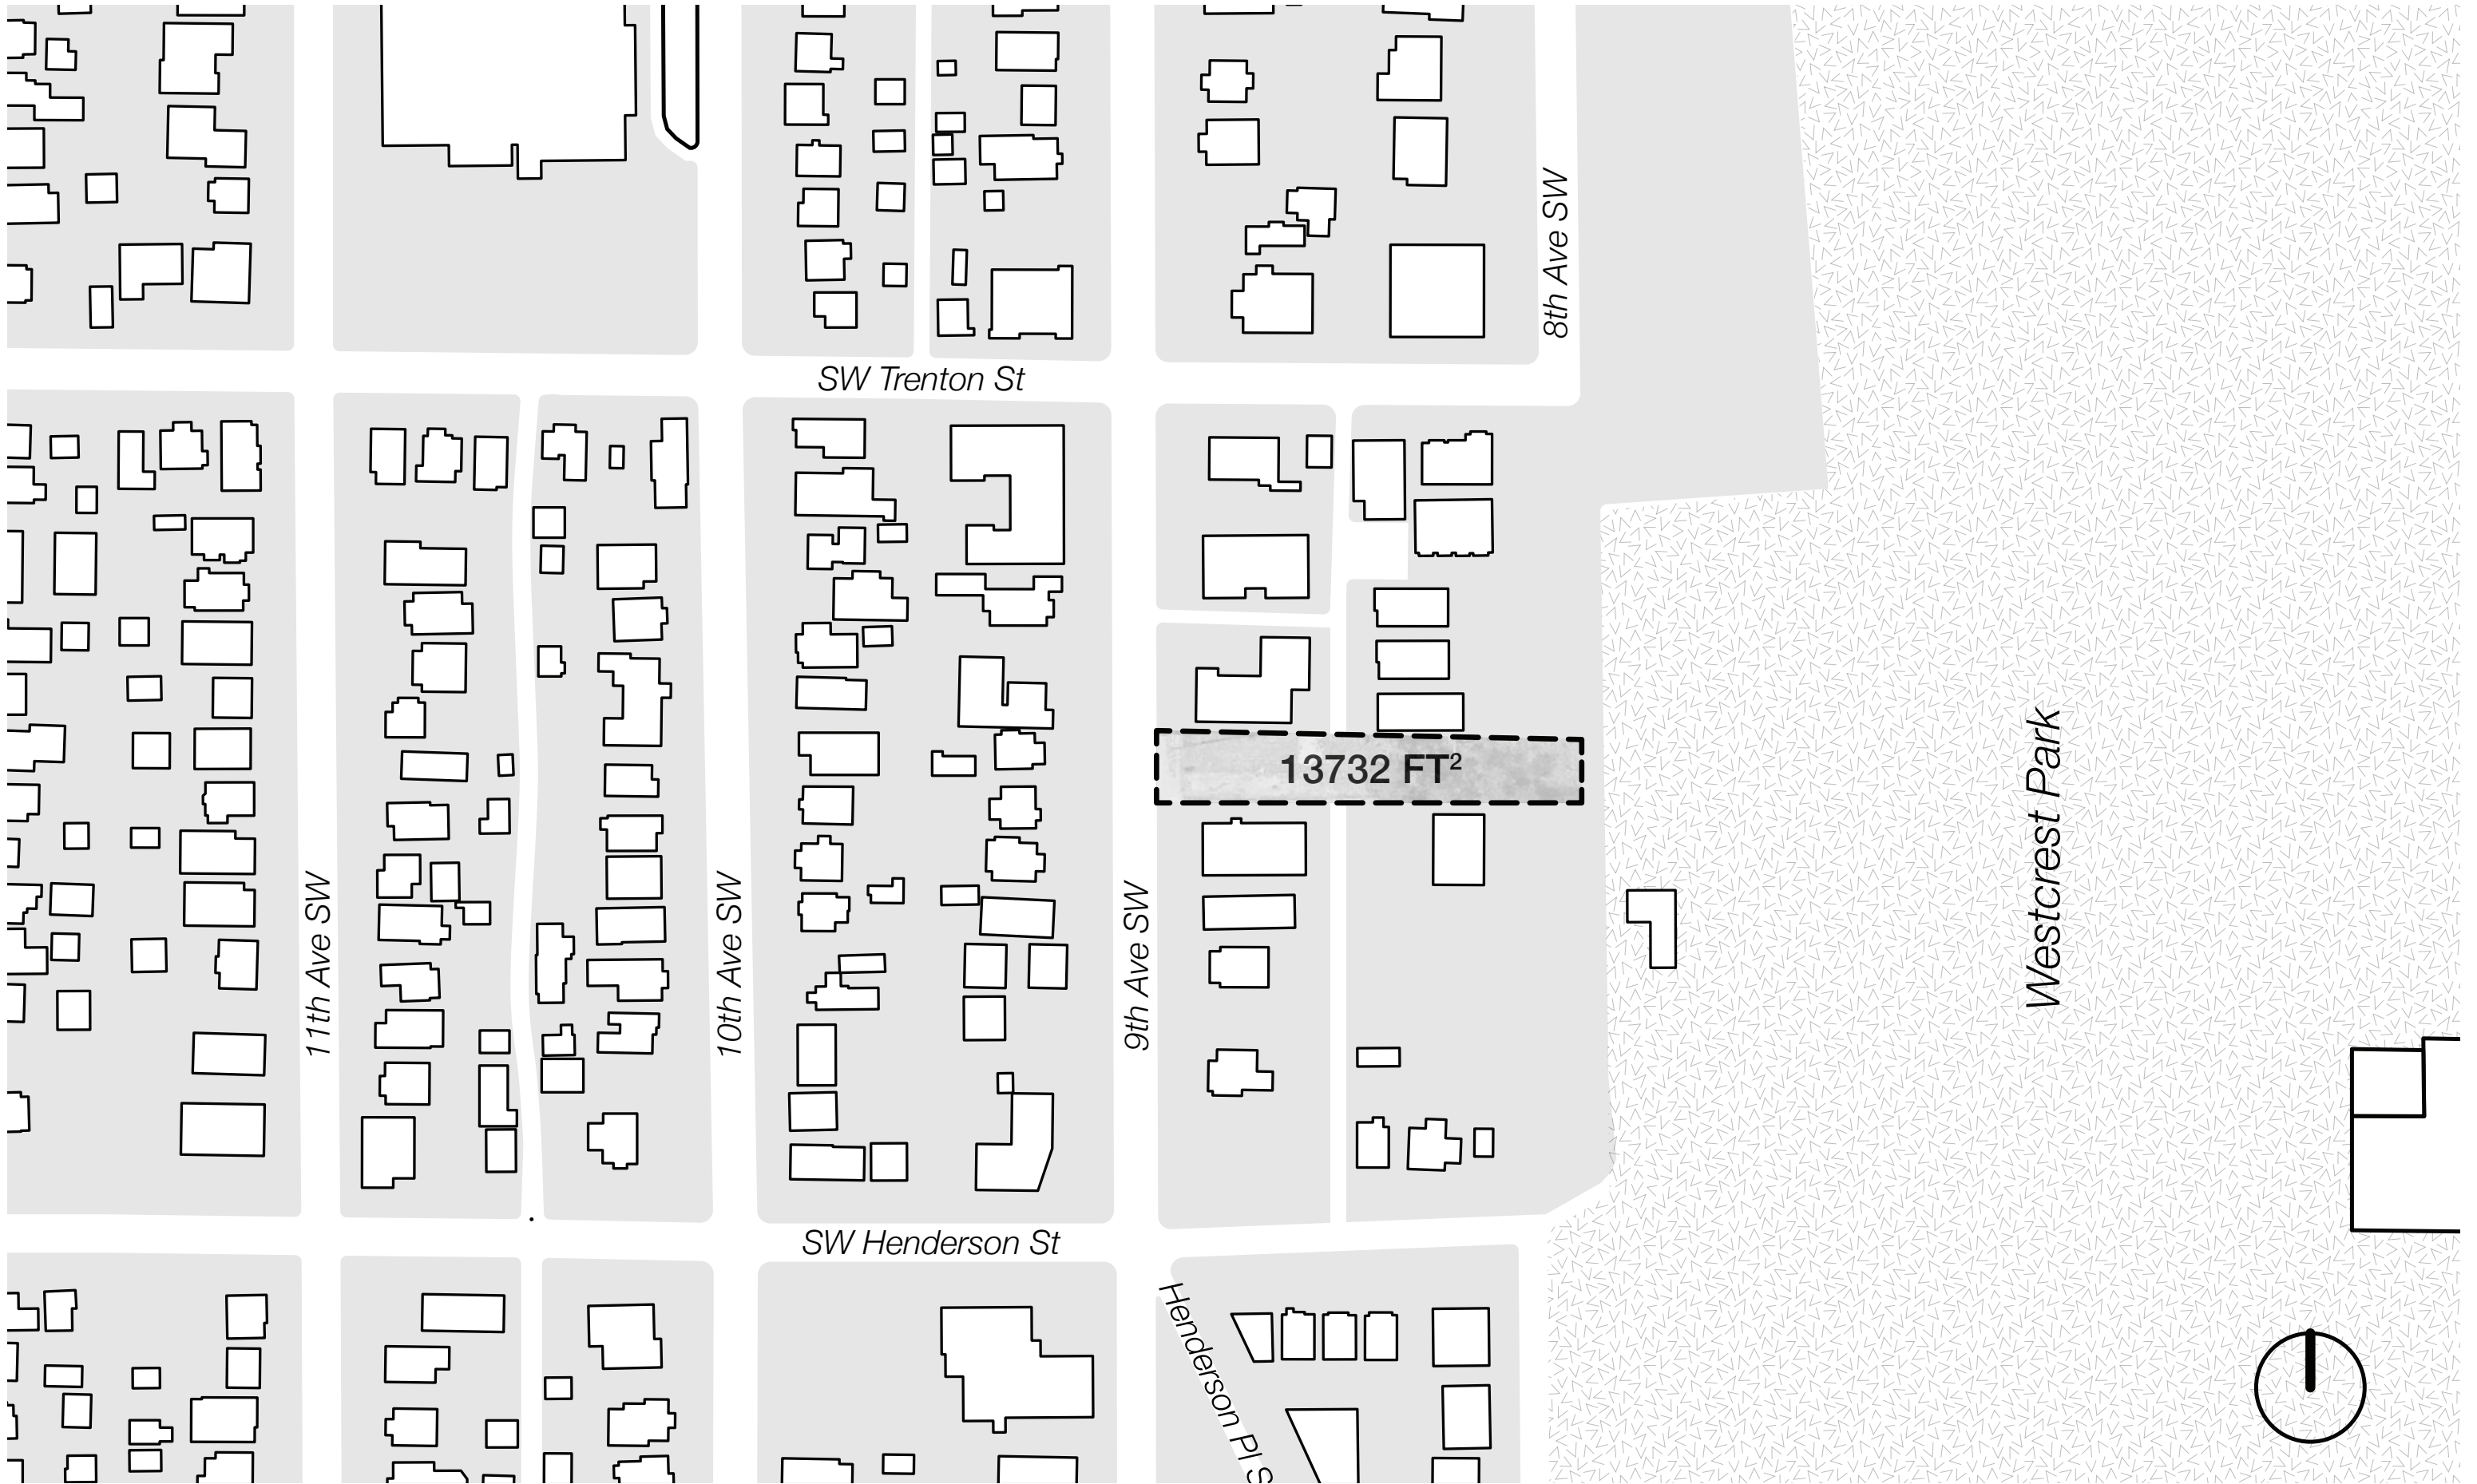 8th Ave SW
SW Trenton St
13732 FT²
Westcrest Park
11th Ave SW
10th Ave SW
9th Ave SW
SW Henderson St
Henderson Pl S